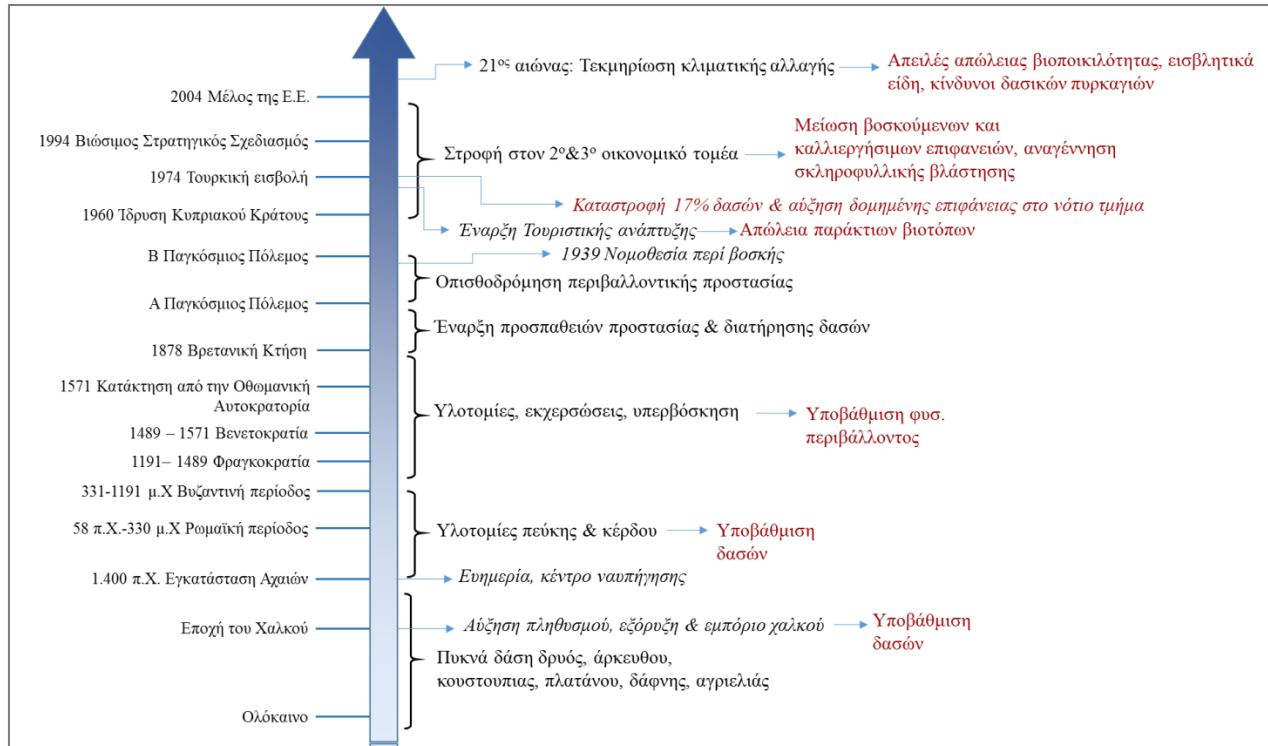 21ος αιώνας: Τεκμηρίωση κλιματικής αλλαγής
Απειλές απώλειας βιοποικιλότητας, εισβλητικά
είδη, κίνδυνοι δασικών πυρκαγιών
2004 Μέλος της Ε.Ε.
1994 Βιώσιμος Στρατηγικός Σχεδιασμός
Στροφή στον 2ο&3ο οικονομικό τομέα
Μείωση βοσκούμενων και
καλλιεργήσιμων επιφανειών, αναγέννηση
σκληροφυλλικής βλάστησης
1974 Τουρκική εισβολή
Καταστροφή 17% δασών & αύξηση δομημένης επιφάνειας στο νότιο τμήμα
1960 Ίδρυση Κυπριακού Κράτους
Έναρξη Τουριστικής ανάπτυξης
Απώλεια παράκτιων βιοτόπων
Β Παγκόσμιος Πόλεμος
1939 Νομοθεσία περί βοσκής
Οπισθοδρόμηση περιβαλλοντικής προστασίας
Α Παγκόσμιος Πόλεμος
Έναρξη προσπαθειών προστασίας & διατήρησης δασών
1878 Βρετανική Κτήση
1571 Κατάκτηση από την Οθωμανική
Αυτοκρατορία
Υλοτομίες, εκχερσώσεις, υπερβόσκηση
Υποβάθμιση φυσ.
περιβάλλοντος
1489 – 1571 Βενετοκρατία
1191– 1489 Φραγκοκρατία
331-1191 μ.Χ Βυζαντινή περίοδος
58 π.Χ.-330 μ.Χ Ρωμαϊκή περίοδος
Υλοτομίες πεύκης & κέρδου
Υποβάθμιση
δασών
1.400 π.Χ. Εγκατάσταση Αχαιών
Ευημερία, κέντρο ναυπήγησης
Εποχή του Χαλκού
Αύξηση πληθυσμού, εξόρυξη & εμπόριο χαλκού
Υποβάθμιση
δασών
Πυκνά δάση δρυός, άρκευθου,
κουστουπιας, πλατάνου, δάφνης, αγριελιάς
Ολόκαινο